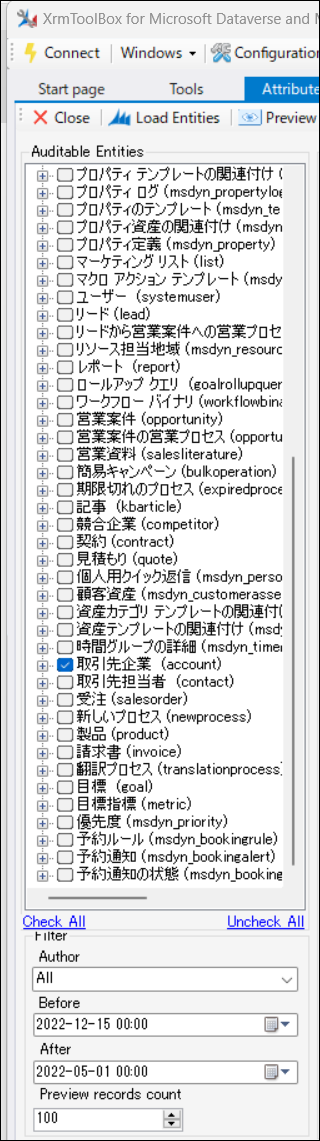 XrmToolBox for Microsoft Dataverse and
Connect Windows Configuration
Start page Tools Attribute
Close Load Entities Preview
Auditable Entities
プロパティ テンプレートの関連付け (
プロパティ ログ (msdyn_propertylog
プロパティのテンプレート (msdyn_te
プロパティ資産の関連付け (msdyn
プロパティ定義 (msdyn_property)
マーケティング リスト (list)
マクロ アクション テンプレート (msdy
ユーザー (systemuser)
リード (lead)
リードから営業案件への営業プロセ
リソース担当地域 (msdyn_resourc
レポート (report)
ロールアップ クエリ (goalrollupquer
ワークフロー バイナリ (workflowbina
営業案件 (opportunity)
営業案件の営業プロセス (opportu
営業資料 (salesliterature)
簡易キャンペーン (bulkoperation)
期限切れのプロセス (expiredproce
記事 (kbarticle)
競合企業 (competitor)
契約 (contract)
見積もり (quote)
個人用クイック返信 (msdyn_perso
顧客資産 (msdyn_customerasse
資産カテゴリ テンプレートの関連付け(
資産テンプレートの関連付け (msdy
時間グループの詳細 (msdyn_timer
取引先企業 (account)
取引先担当者 (contact)
受注 (salesorder)
新しいプロセス (newprocess)
製品 (product)
請求書 (invoice)
翻訳プロセス (translationprocess)
目標 (goal)
目標指標 (metric)
優先度 (msdyn_priority)
予約ルール (msdyn_bookingrule)
予約通知 (msdyn_bookingalert)
予約通知の状態 (msdyn_booking
Check All Uncheck All
Filter
Author
All
Before
2022-12-15 00:00
After
2022-05-01 00:00
Preview records count
100